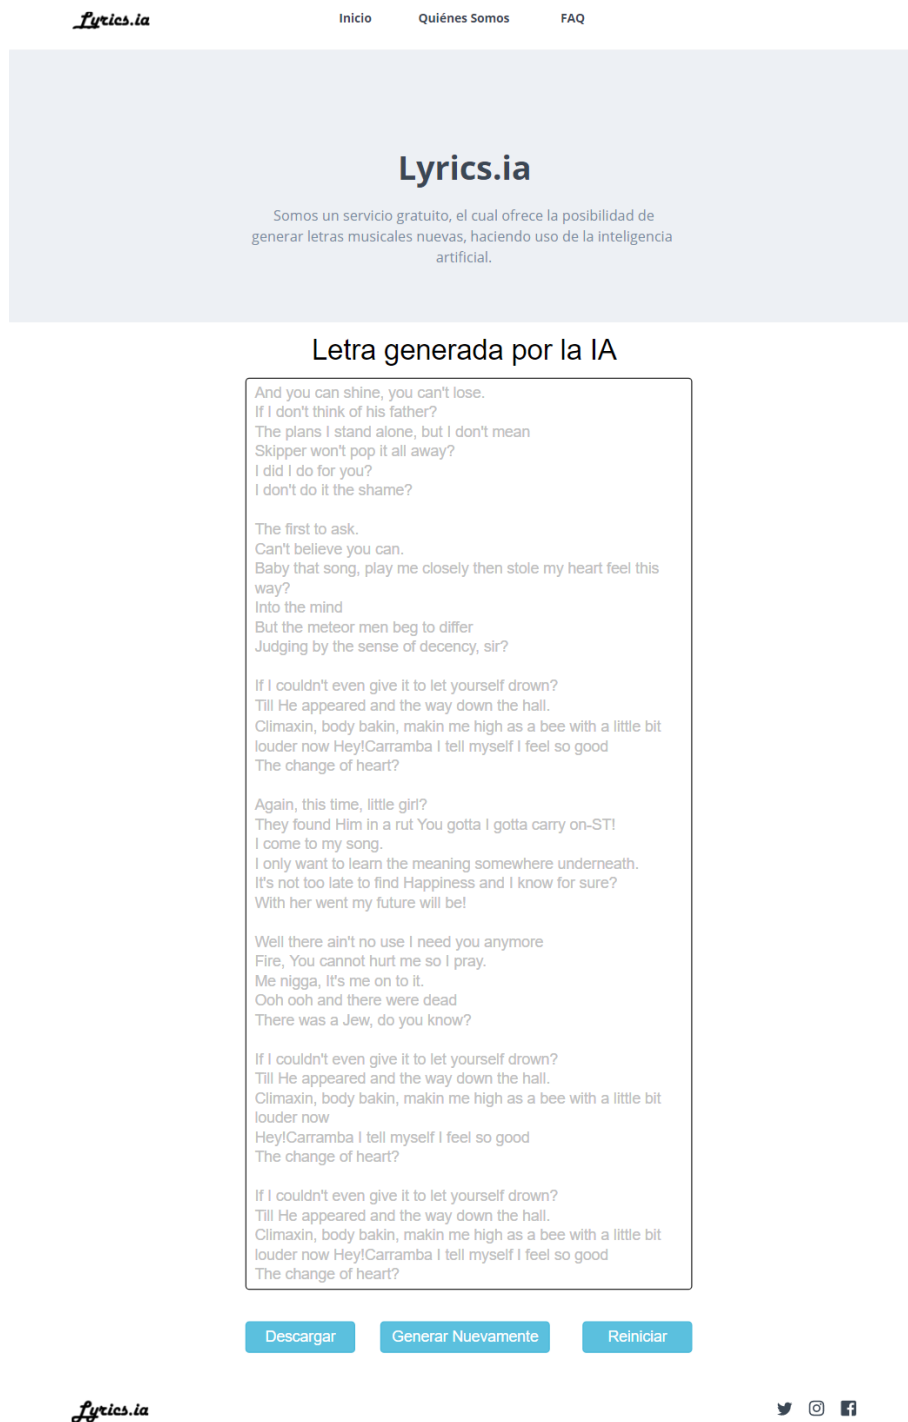 Lyrics.ia
Inicio Quiénes Somos FAQ
Lyrics.ia
Somos un servicio gratuito, el cual ofrece la posibilidad de
generar letras musicales nuevas, haciendo uso de la inteligencia
artificial.
Letra generada por la IA
And you can shine, you can't lose.
If I don't think of his father?
The plans I stand alone, but I don't mean
Skipper won't pop it all away?
I did I do for you?
I don't do it the shame?
The first to ask.
Can't believe you can.
Baby that song, play me closely then stole my heart feel this
way?
Into the mind
But the meteor men beg to differ
Judging by the sense of decency, sir?
If I couldn't even give it to let yourself drown?
Till He appeared and the way down the hall.
Climaxin, body bakin, makin me high as a bee with a little bit
louder now Hey!Carramba I tell myself I feel so good
The change of heart?
Again, this time, little girl?
They found Him in a rut You gotta I gotta carry on-ST!
I come to my song.
I only want to learn the meaning somewhere underneath.
It's not too late to find Happiness and I know for sure?
With her went my future will be!
Well there ain't no use I need you anymore
Fire, You cannot hurt me so I pray.
Me nigga, It's me on to it.
Ooh ooh and there were dead
There was a Jew, do you know?
If I couldn't even give it to let yourself drown?
Till He appeared and the way down the hall.
Climaxin, body bakin, makin me high as a bee with a little bit
louder now
Hey!Carramba I tell myself I feel so good
The change of heart?
If I couldn't even give it to let yourself drown?
Till He appeared and the way down the hall.
Climaxin, body bakin, makin me high as a bee with a little bit
louder now Hey!Carramba I tell myself I feel so good
The change of heart?
Descargar Generar Nuevamente Reiniciar
Lyrics.ia